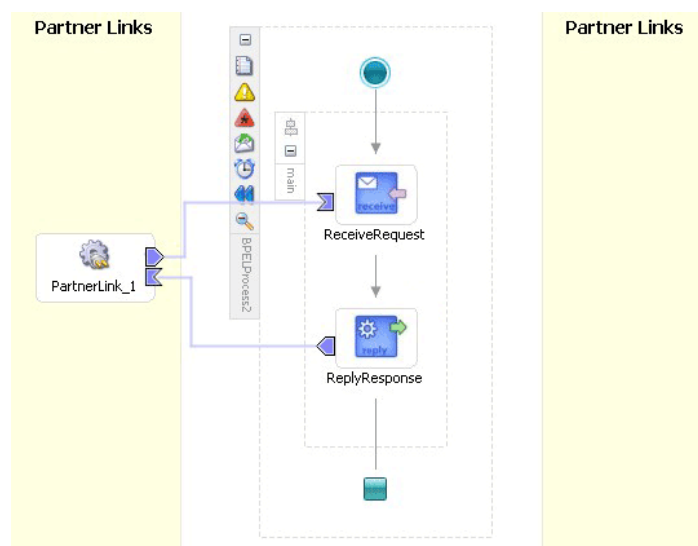 Partner Links
Partner Links
main
receive
ReceiveRequest
BPELProcess2
PartnerLink_1
reply
ReplyResponse